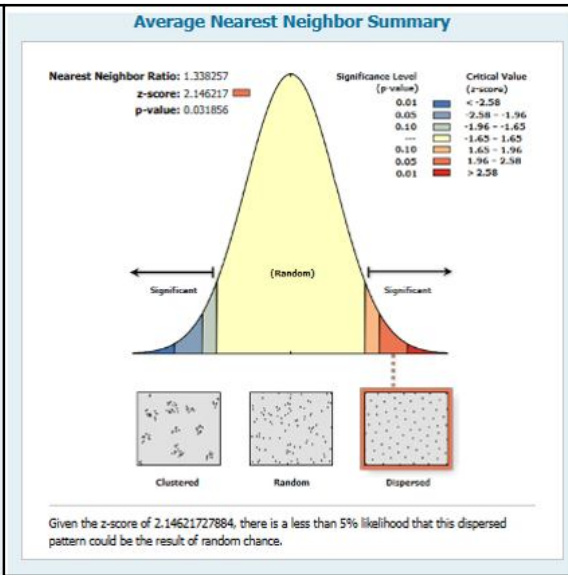 Average Nearest Neighbor Summary
Nearest Neighbor Ratio: 1.338257
z-score: 2.146217
p-value: 0.031856
Significance Level
(p-value)
Critical Value
(z-score)
0.01 < -2.58
0.05 -2.58 – -1.96
0.10 -1.96 – -1.65
— -1.65 – 1.65
0.10 1.65 – 1.96
0.05 1.96 – 2.58
0.01 > 2.58
(Random)
Significant Significant
Clustered Random Dispersed
Given the z-score of 2.14621727884, there is a less than 5% likelihood that this dispersed
pattern could be the result of random chance.